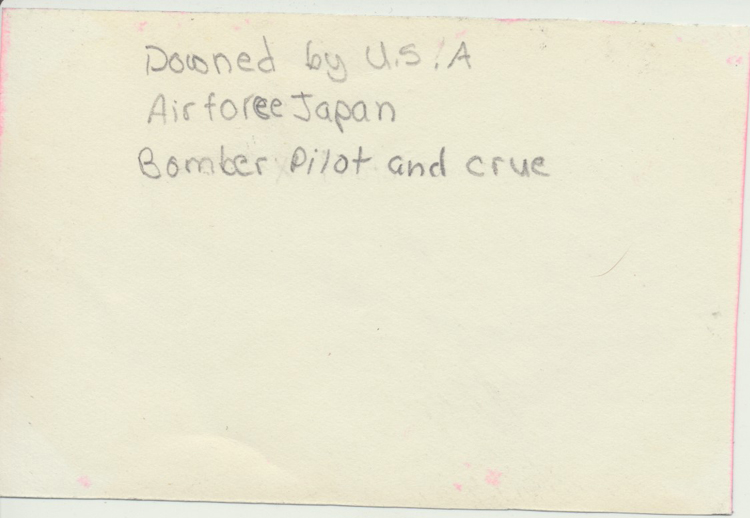 Downed by U.S.A
Airforce Japan
Bomber Pilot and crue